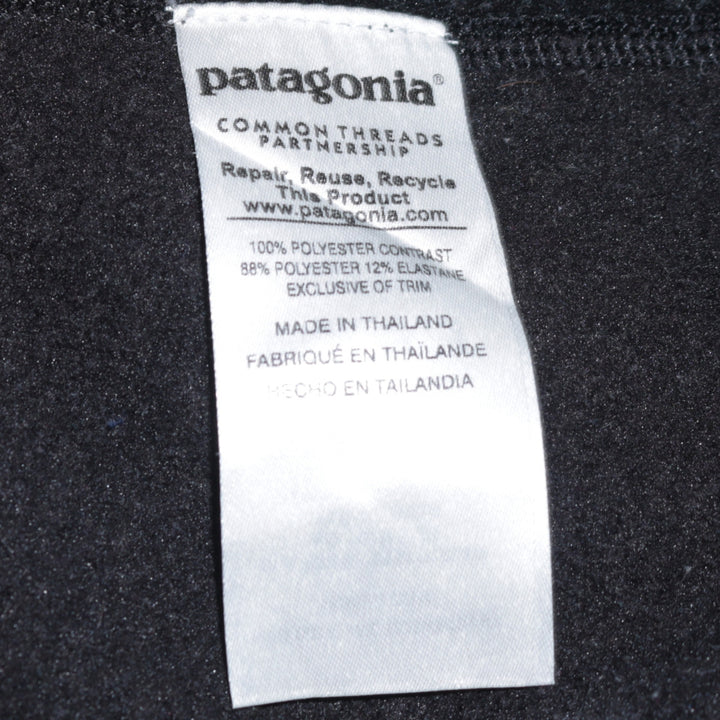 patagonia®
COMMON THREADS
PARTNERSHIP
Repair, Reuse, Recycle
This Product
www.patagonia.com
100% POLYESTER CONTRAST
88% POLYESTER 12% ELASTANE
EXCLUSIVE OF TRIM
MADE IN THAILAND
FABRIQUÉ EN THAÏLANDE
HECHO EN TAILANDIA